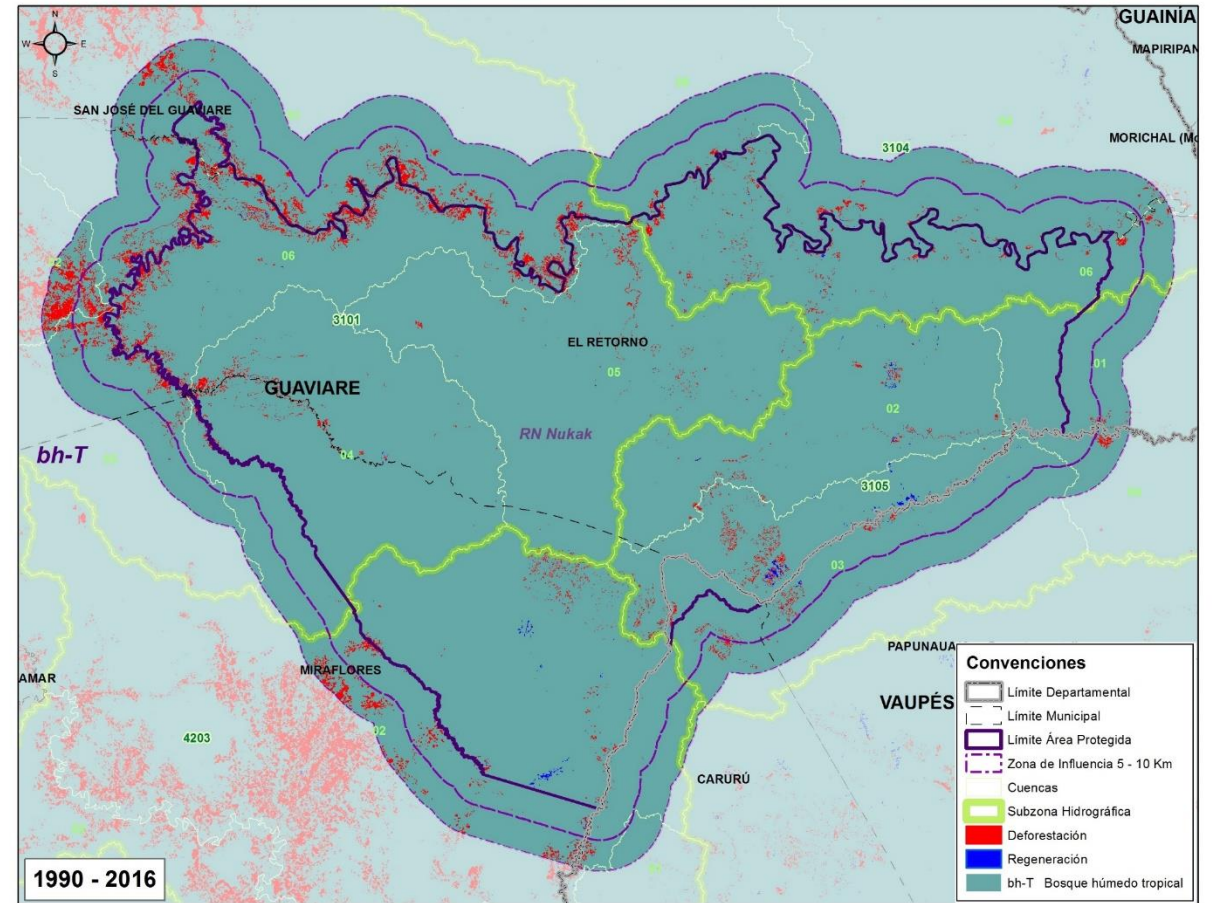 GUAINÍA
N
W
E
S
MAPIRIPAN
SAN JOSÉ DEL GUAVIARE
MORICHAL (Mo
3104
06
06
3101
EL RETORNO
05
01
GUAVIARE
02
RN Nukak
bh-T
04
3105
03
MIRAFLORES
PAPUNAUA
AMAR
VAUPÉS
4203
02
CARURÚ
Convenciones
Límite Departamental
Límite Municipal
Límite Área Protegida
Zona de Influencia 5 - 10 Km
Cuencas
Subzona Hidrográfica
Deforestación
Regeneración
bh-T Bosque húmedo tropical
1990 - 2016